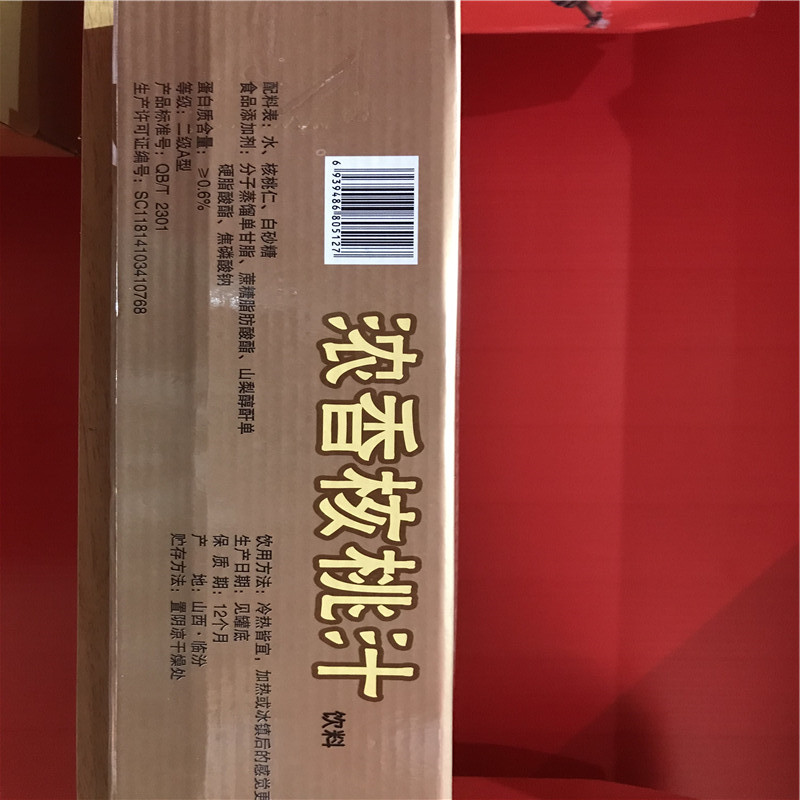 6939486805127
浓香核桃汁
饮料
配料表：水、核桃仁、白砂糖
食品添加剂：分子蒸馏单甘脂、蔗糖脂肪酸酯、山梨醇酐单
硬脂酸酯、焦磷酸钠
蛋白质含量：≥0.6%
等级：二级A型
产品标准号：QB/T 2301
生产许可证编号：SC11814103410768
饮用方法：冷热皆宜，加热或冰镇后的感觉更
生产日期：见罐底
保质期：12个月
产地：山西·临汾
贮存方法：置阴凉干燥处